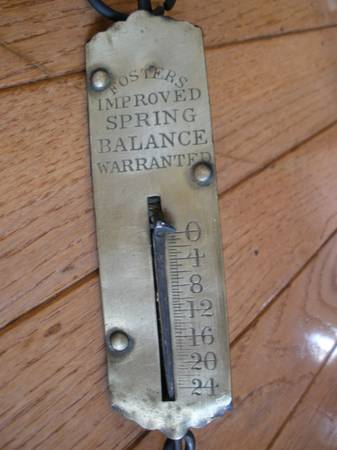 FOSTERS
IMPROVED
SPRING
BALANCE
WARRANTED
0
4
8
12
16
20
24